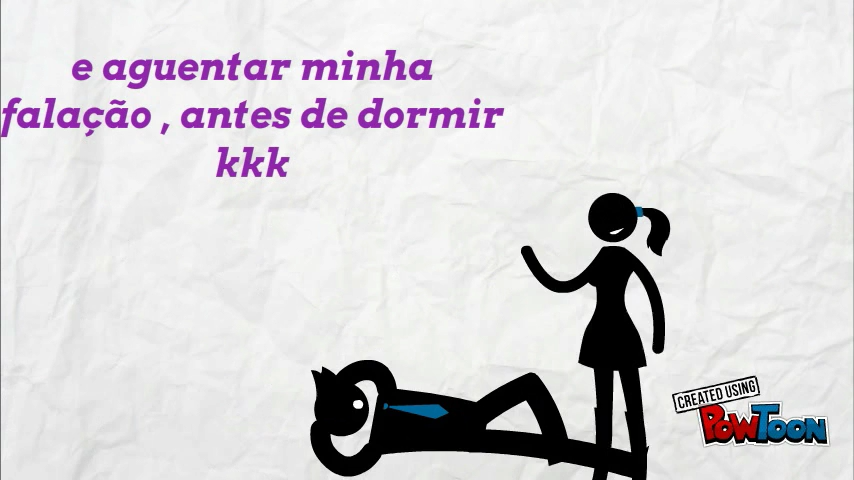 e aguentar minha
falação , antes de dormir
kkk
CREATED USING
POWTOON